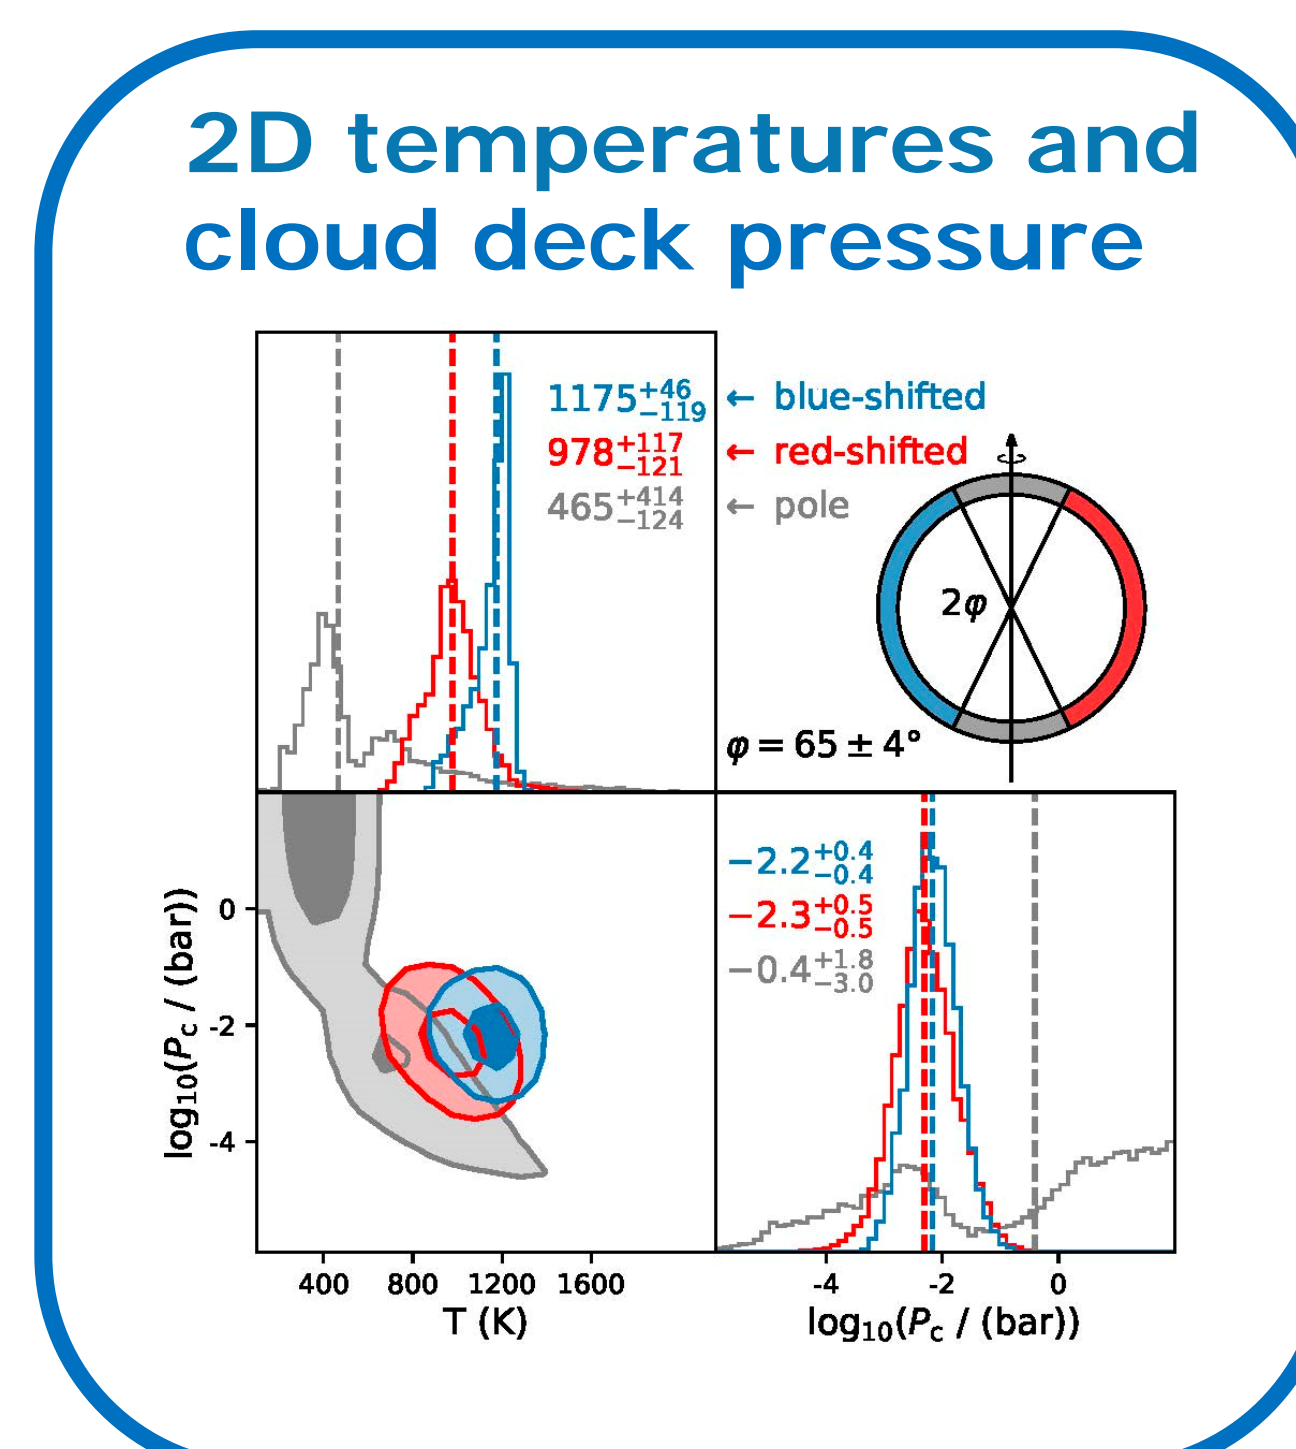 2D temperatures and
cloud deck pressure
1175+46−119 ← blue-shifted
978+117−121 ← red-shifted
465+414−124 ← pole
2φ
φ = 65 ± 4°
−2.2+0.4−0.4
−2.3+0.5−0.5
−0.4+1.8−3.0
log10(Pc / (bar))
0
-2
-4
400 800 1200 1600
T (K)
-4 -2 0
log10(Pc / (bar))